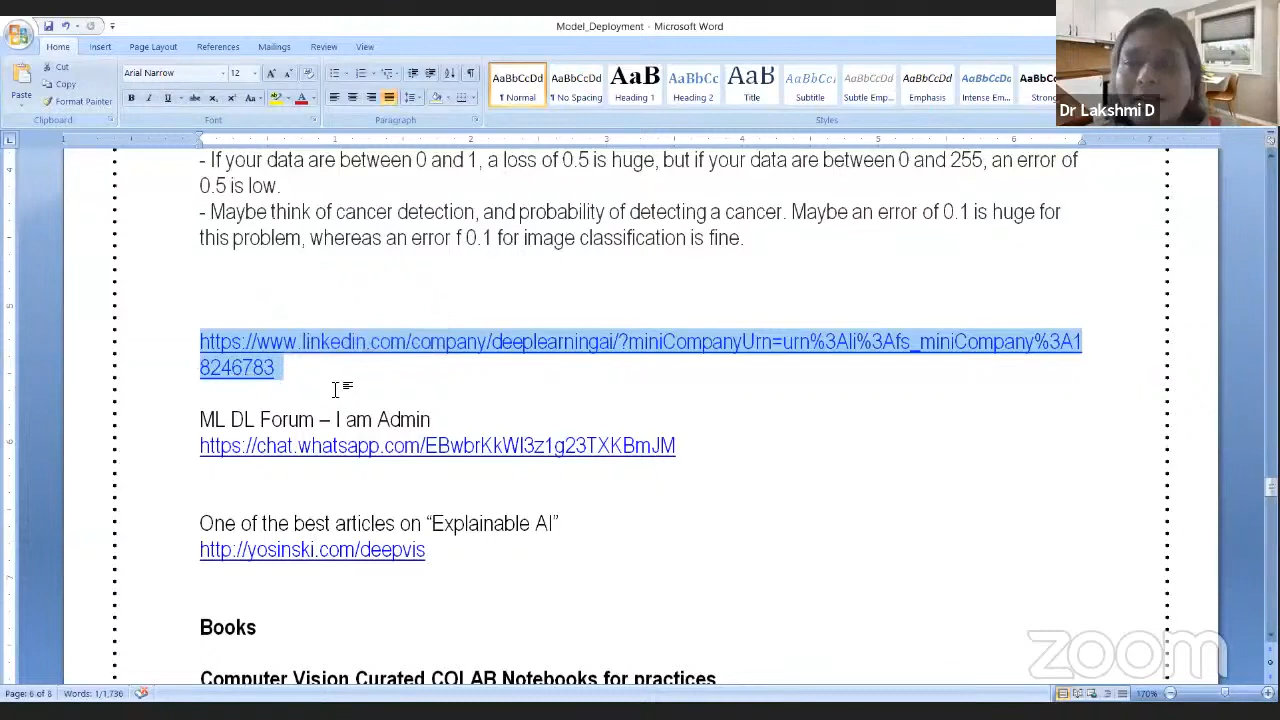 Model_Deployment - Microsoft Word
Home Insert Page Layout References Mailings Review View
Paste
Cut
Copy
Format Painter
Clipboard
Arial Narrow 12
Font
Paragraph
AaBbCcDd AaBbCcDd AaB AaBbCc AaB AaBbCcDd AaBbCcDd AaBbCcDd AaBbCcDd AaBbCcDd
¶ Normal ¶ No Spacing Heading 1 Heading 2 Title Subtitle Subtle Emp... Emphasis Intense Em... Strong
Styles
Dr Lakshmi D
- If your data are between 0 and 1, a loss of 0.5 is huge, but if your data are between 0 and 255, an error of
0.5 is low.
- Maybe think of cancer detection, and probability of detecting a cancer. Maybe an error of 0.1 is huge for
this problem, whereas an error f 0.1 for image classification is fine.
https://www.linkedin.com/company/deeplearningai/?miniCompanyUrn=urn%3Ali%3Afs_miniCompany%3A1
8246783
ML DL Forum – I am Admin
https://chat.whatsapp.com/EBwbrKkWI3z1g23TXKBmJM
One of the best articles on “Explainable AI”
http://yosinski.com/deepvis
Books
Computer Vision Curated COLAB Notebooks for practices
zoom
Page: 6 of 8 Words: 1/1,736
170%